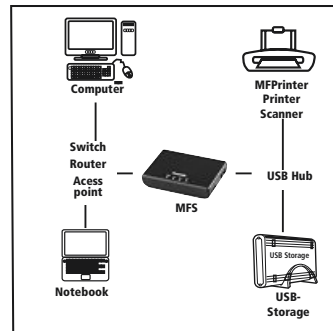 Computer
MFPrinter
Printer
Scanner
Switch
Router
Acess
point
MFS
USB Hub
Notebook
USB Storage
USB-
Storage